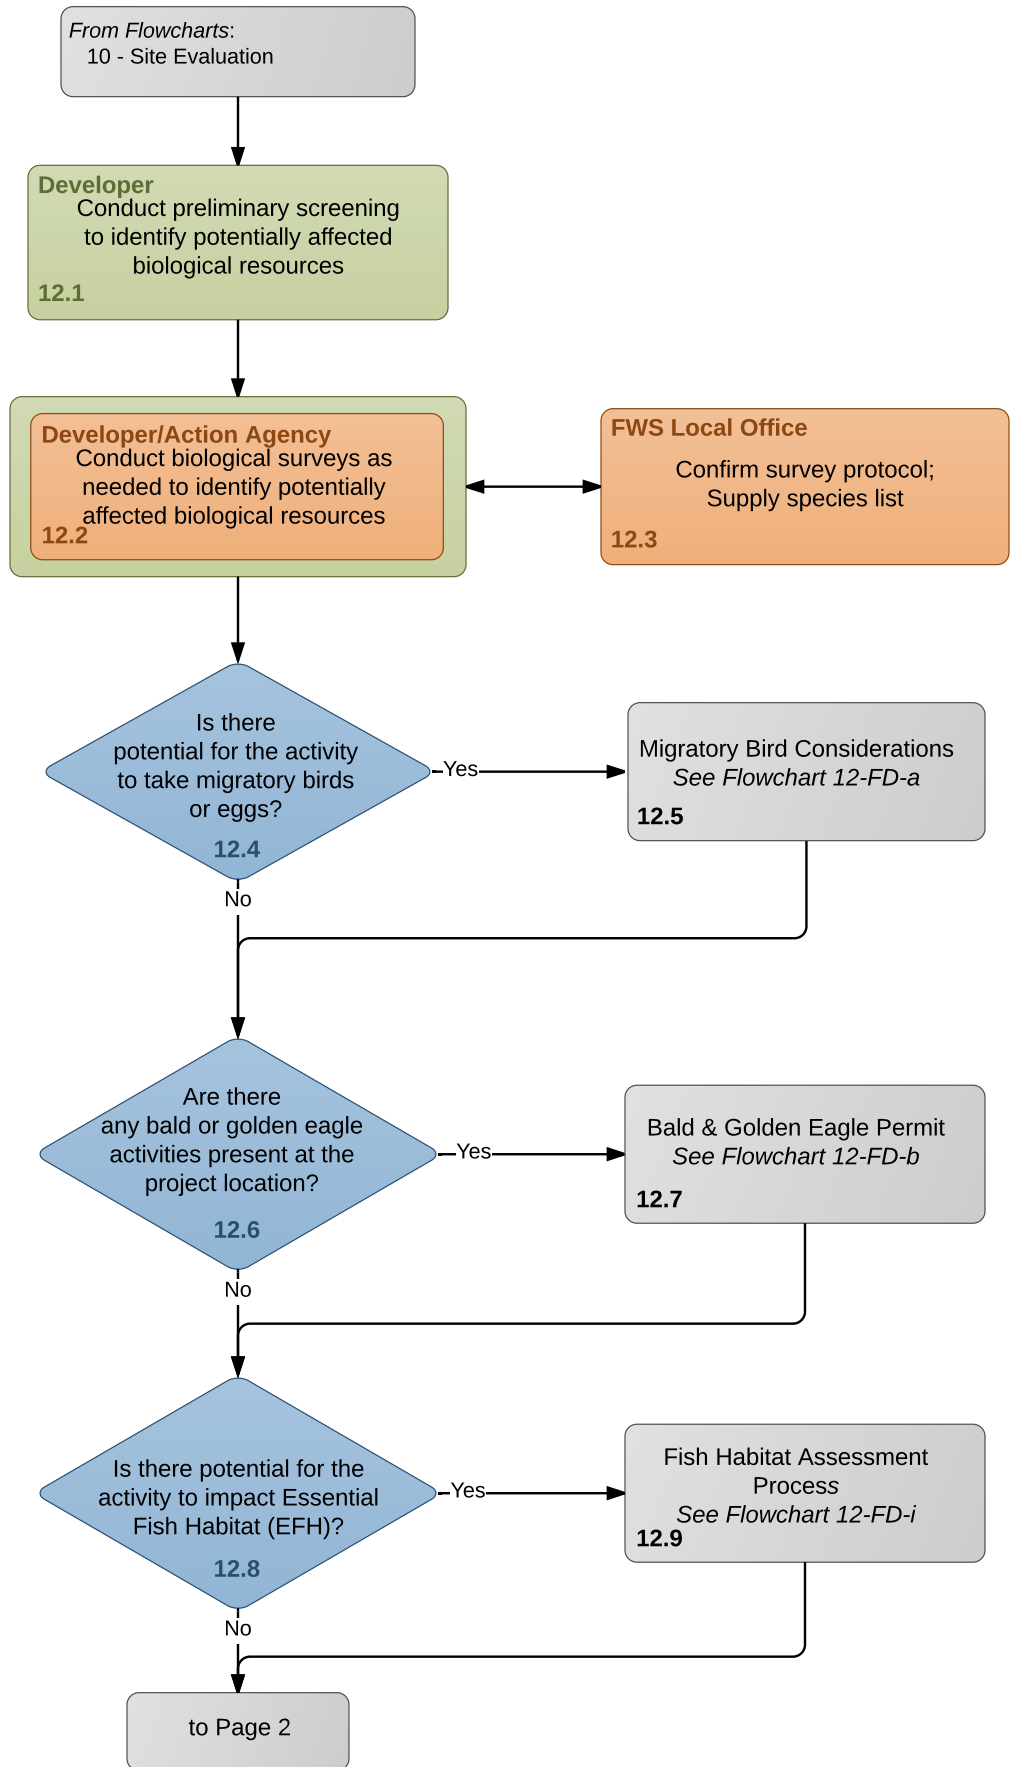 From Flowcharts:
10 - Site Evaluation
Developer
Conduct preliminary screening
to identify potentially affected
biological resources
12.1
Developer/Action Agency
Conduct biological surveys as
needed to identify potentially
affected biological resources
12.2
FWS Local Office
Confirm survey protocol;
Supply species list
12.3
Is there
potential for the activity
to take migratory birds
or eggs?
12.4
Yes
Migratory Bird Considerations
See Flowchart 12-FD-a
12.5
No
Are there
any bald or golden eagle
activities present at the
project location?
12.6
Yes
Bald & Golden Eagle Permit
See Flowchart 12-FD-b
12.7
No
Is there potential for the
activity to impact Essential
Fish Habitat (EFH)?
12.8
Yes
Fish Habitat Assessment
Process
See Flowchart 12-FD-i
12.9
No
to Page 2